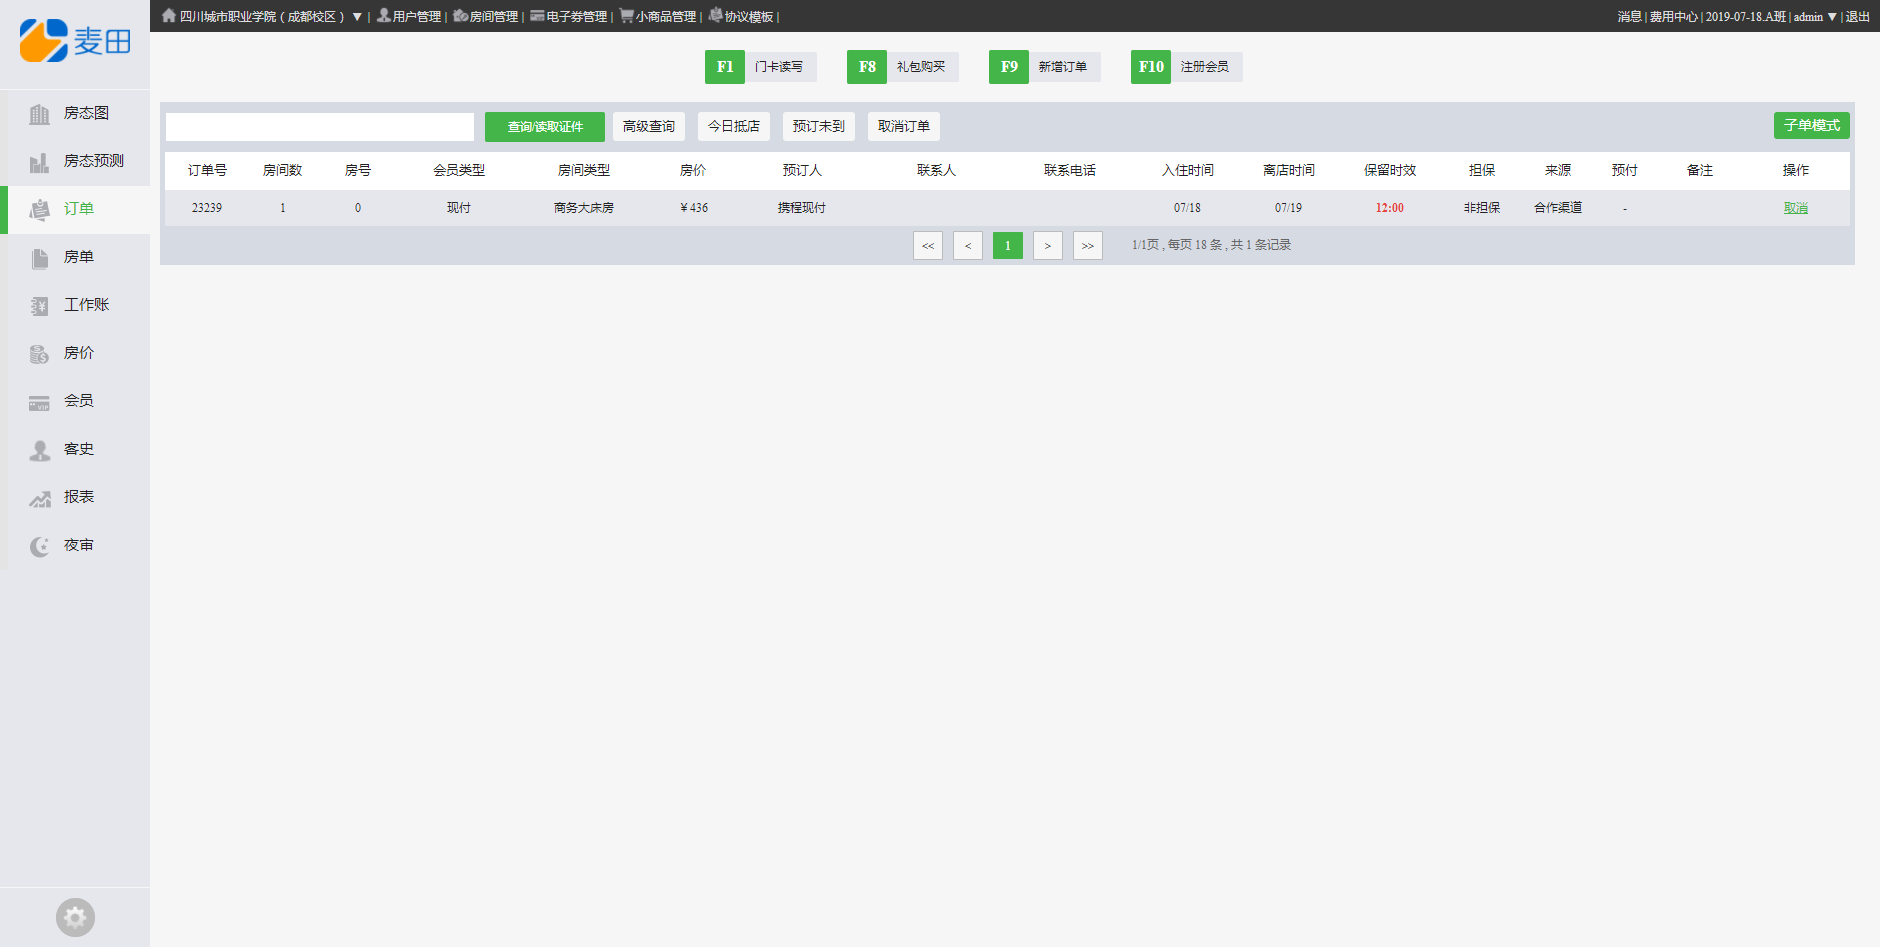 麦田
四川城市职业学院（成都校区） ▼ | 用户管理 | 房间管理 | 电子券管理 | 小商品管理 | 协议模板 |
消息 | 费用中心 | 2019-07-18.A班 | admin ▼ | 退出
F1 门卡读写 F8 礼包购买 F9 新增订单 F10 注册会员
房态图
房态预测
订单
房单
工作账
房价
会员
客史
报表
夜审
查询/读取证件 高级查询 今日抵店 预订未到 取消订单 子单模式
订单号 房间数 房号 会员类型 房间类型 房价 预订人 联系人 联系电话 入住时间 离店时间 保留时效 担保 来源 预付 备注 操作
23239 1 0 现付 商务大床房 ¥436 携程现付 07/18 07/19 12:00 非担保 合作渠道 - 取消
<< < 1 > >> 1/1页 , 每页 18 条 , 共 1 条记录